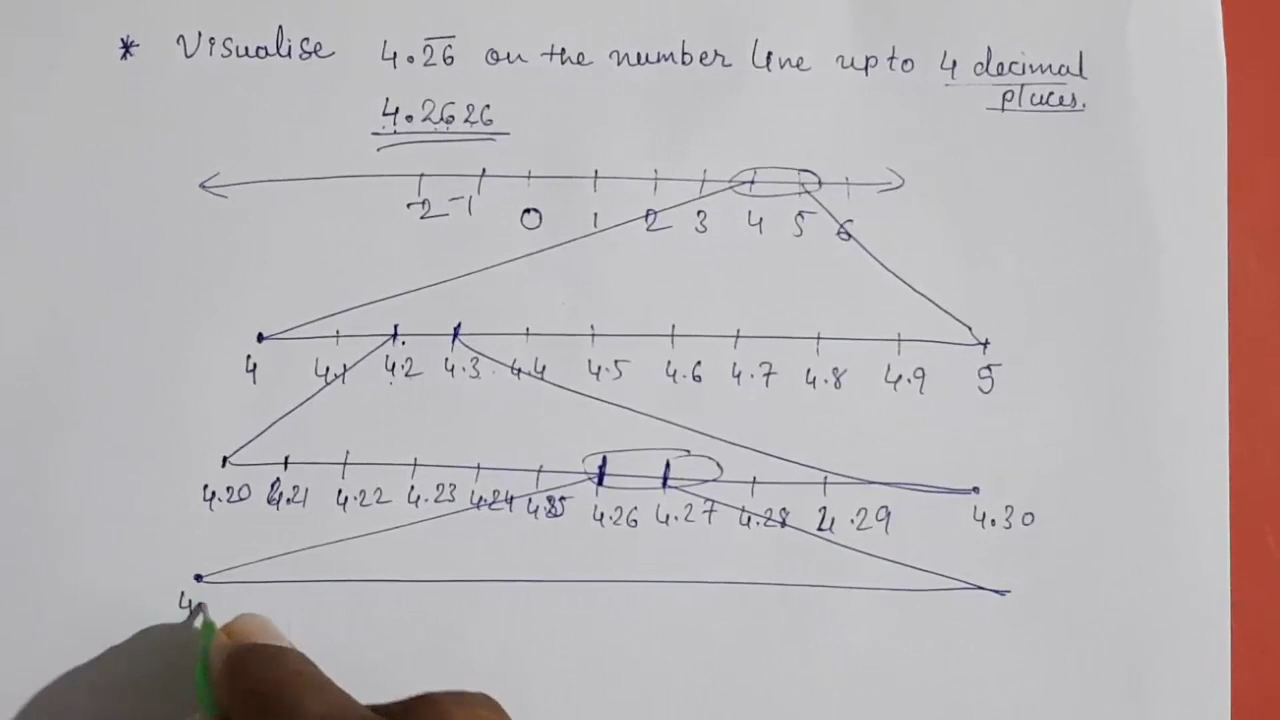 * Visualise 4.2̅6̅ on the number line upto 4 decimal
places.
4.2626
-2 -1 0 1 2 3 4 5 6
4 4.1 4.2 4.3 4.4 4.5 4.6 4.7 4.8 4.9 5
4.20 4.21 4.22 4.23 4.24 4.25 4.26 4.27 4.28 4.29 4.30
4